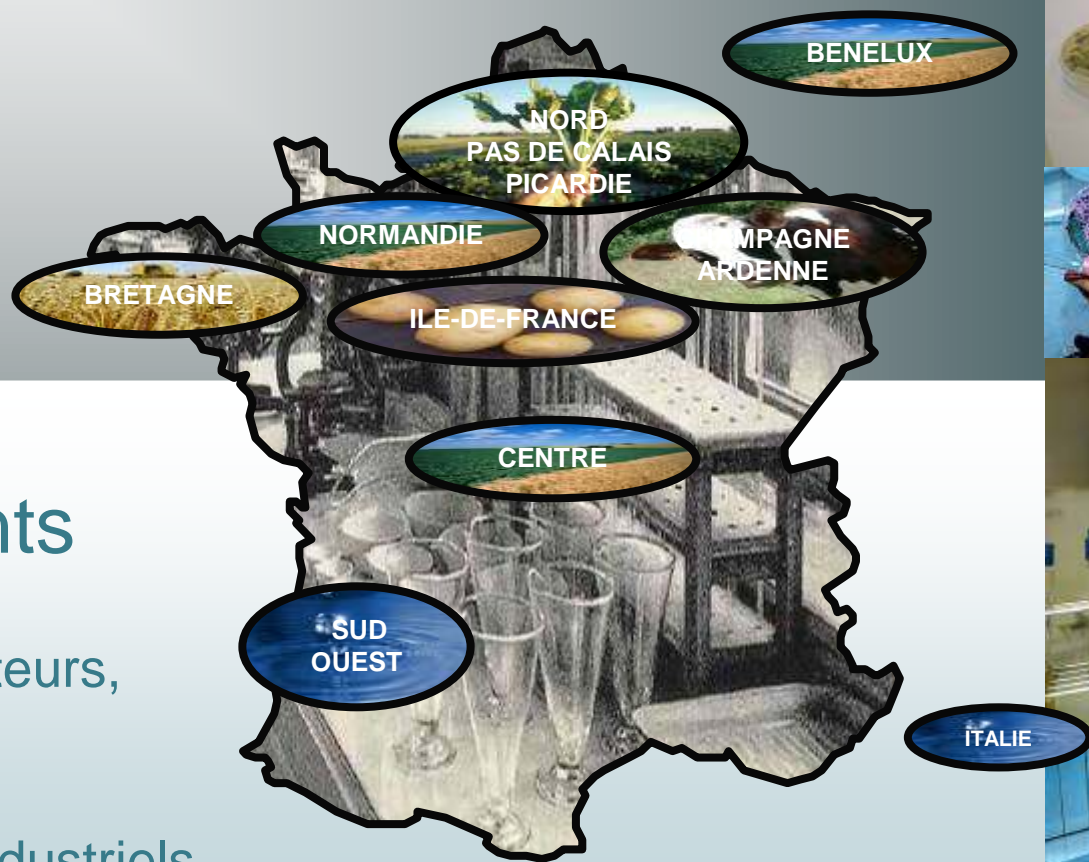 BENELUX
NORD
PAS DE CALAIS
PICARDIE
NORMANDIE
ARDENNE
BRETAGNE
ILE-DE-FRANCE
CENTRE
SUD
OUEST
ITALIE